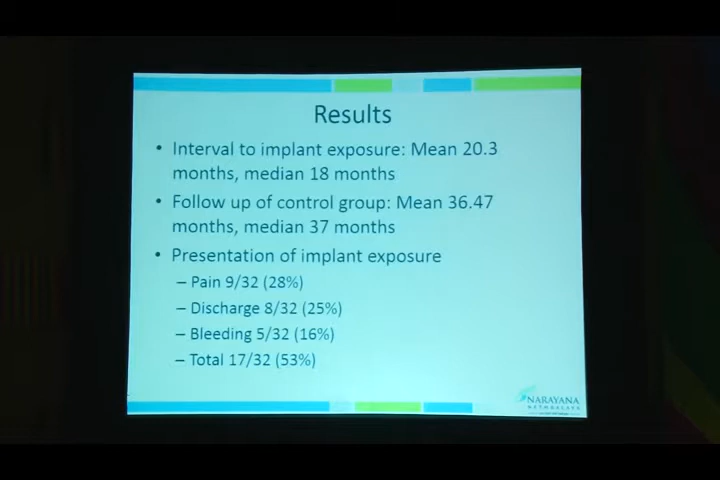 Results
• Interval to implant exposure: Mean 20.3
months, median 18 months
• Follow up of control group: Mean 36.47
months, median 37 months
• Presentation of implant exposure
– Pain 9/32 (28%)
– Discharge 8/32 (25%)
– Bleeding 5/32 (16%)
– Total 17/32 (53%)
NARAYANA
NETHRALAYA